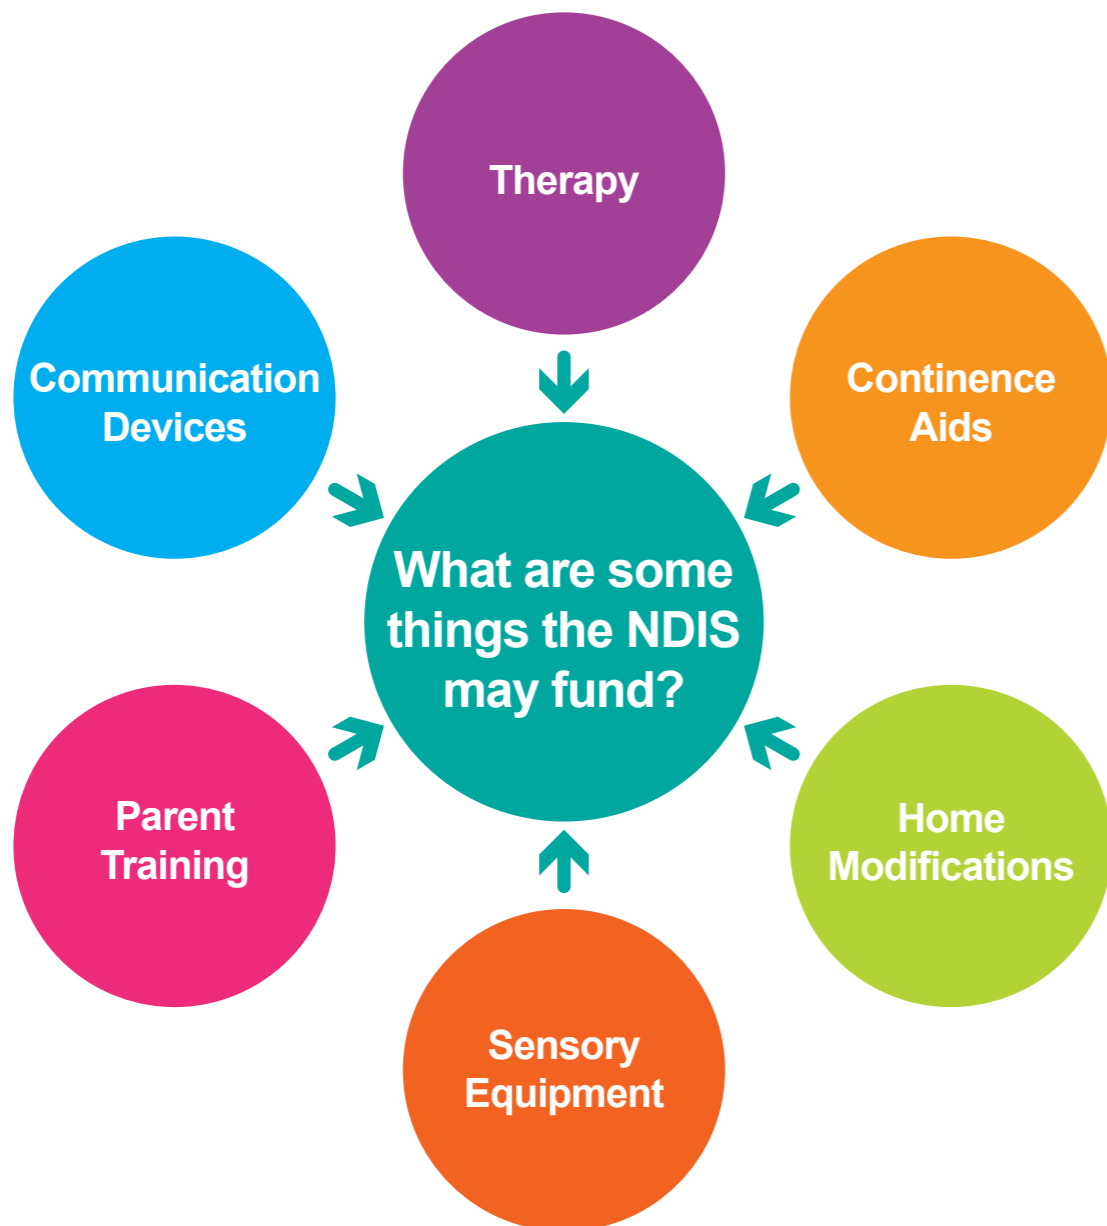 Therapy
Communication
Devices
Continence
Aids
What are some
things the NDIS
may fund?
Parent
Training
Home
Modifications
Sensory
Equipment